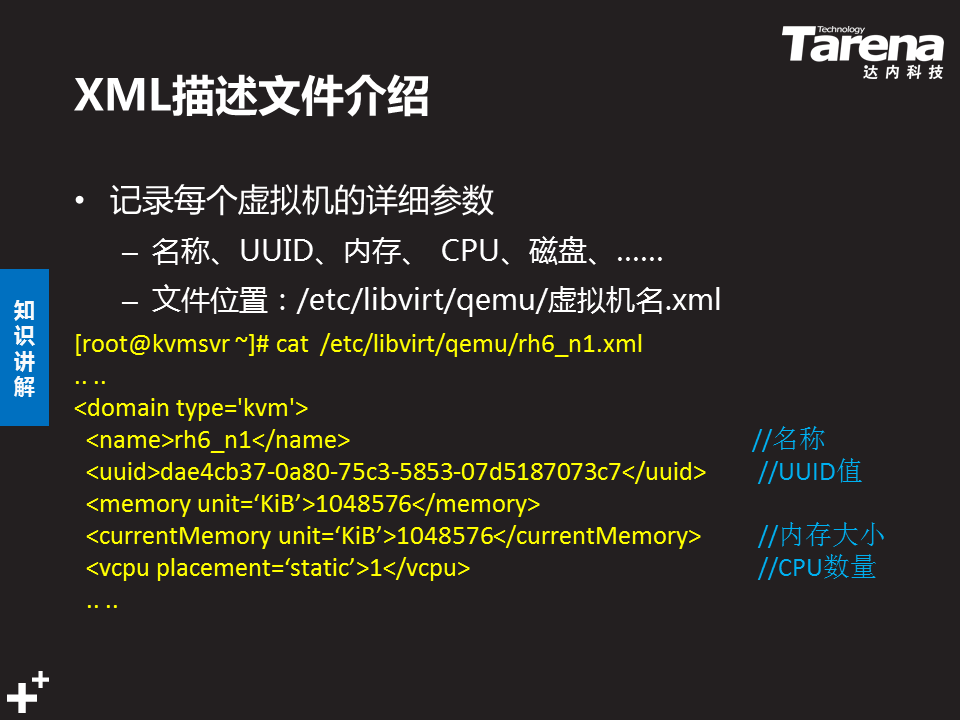 Technology
Tarena
达内科技
XML描述文件介绍
• 记录每个虚拟机的详细参数
– 名称、UUID、内存、 CPU、磁盘、……
– 文件位置：/etc/libvirt/qemu/虚拟机名.xml
知识讲解
[root@kvmsvr ~]# cat /etc/libvirt/qemu/rh6_n1.xml
.. ..
<domain type='kvm'>
<name>rh6_n1</name> //名称
<uuid>dae4cb37-0a80-75c3-5853-07d5187073c7</uuid> //UUID值
<memory unit=‘KiB’>1048576</memory>
<currentMemory unit=‘KiB’>1048576</currentMemory> //内存大小
<vcpu placement=‘static’>1</vcpu> //CPU数量
.. ..